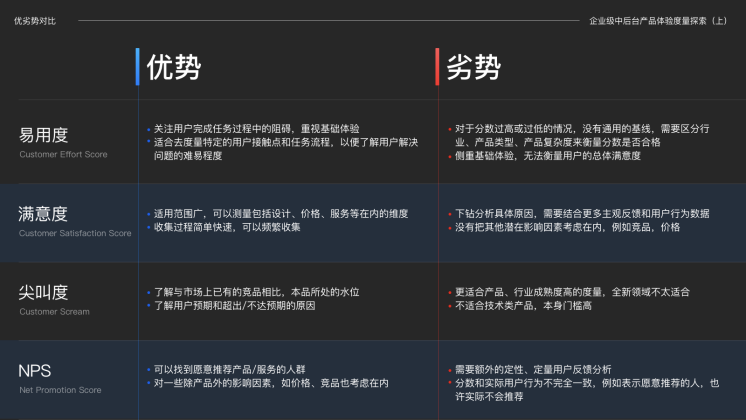 优劣势对比
企业级中后台产品体验度量探索（上）
优势
劣势
易用度
Customer Effort Score
关注用户完成任务过程中的阻碍，重视基础体验
适合去度量特定的用户接触点和任务流程，以便了解用户解决
问题的难易程度
对于分数过高或过低的情况，没有通用的基线，需要区分行
业、产品类型、产品复杂度来衡量分数是否合格
侧重基础体验，无法衡量用户的总体满意度
满意度
Customer Satisfaction Score
适用范围广，可以测量包括设计、价格、服务等在内的维度
收集过程简单快速，可以频繁收集
下钻分析具体原因，需要结合更多主观反馈和用户行为数据
没有把其他潜在影响因素考虑在内，例如竞品，价格
尖叫度
Customer Scream
了解与市场上已有的竞品相比，本品所处的水位
了解用户预期和超出/不达预期的原因
更适合产品、行业成熟度高的度量，全新领域不太适合
不适合技术类产品，本身门槛高
NPS
Net Promotion Score
可以找到愿意推荐产品/服务的人群
对一些除产品外的影响因素，如价格、竞品也考虑在内
需要额外的定性、定量用户反馈分析
分数和实际用户行为不完全一致，例如表示愿意推荐的人，也
许实际不会推荐